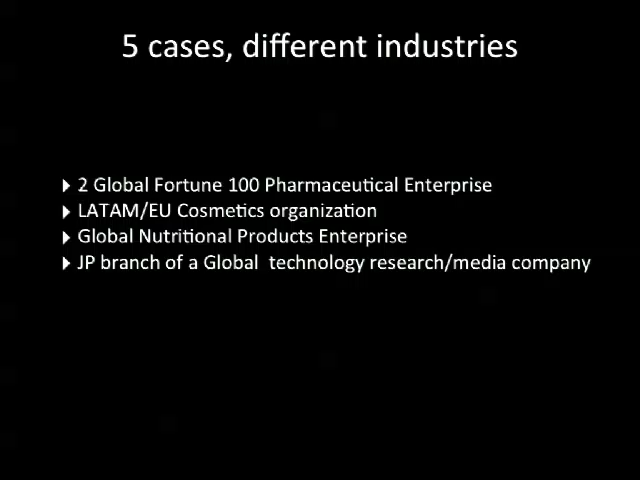 5 cases, different industries
2 Global Fortune 100 Pharmaceutical Enterprise
LATAM/EU Cosmetics organization
Global Nutritional Products Enterprise
JP branch of a Global  technology research/media company